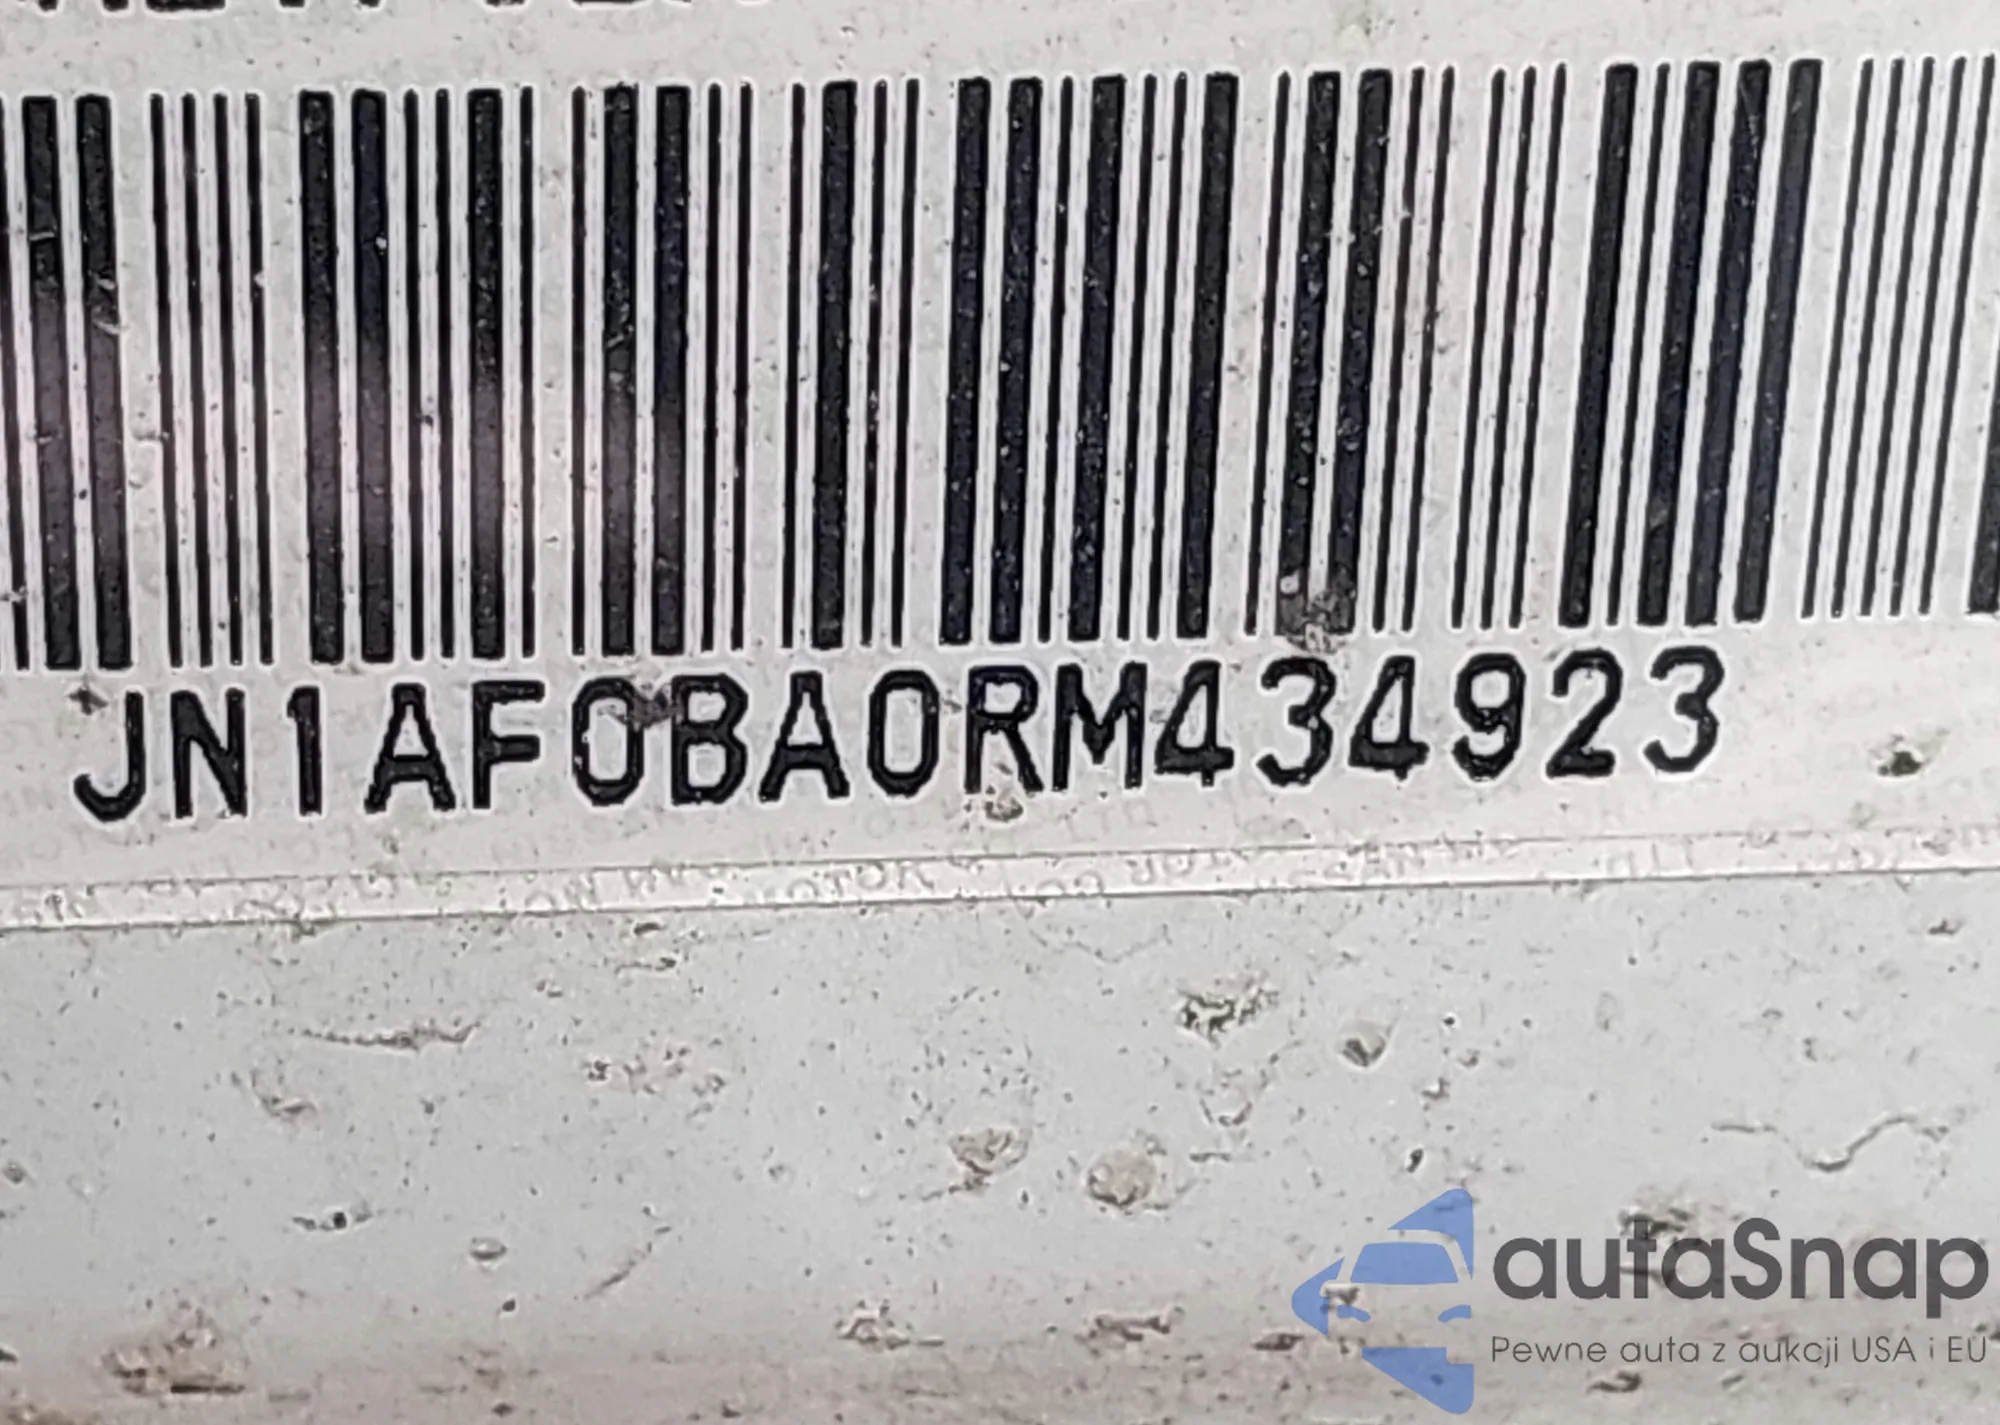 JN1AF0BA0RM434923
autaSnap
Pewne auta z aukcji USA i EU